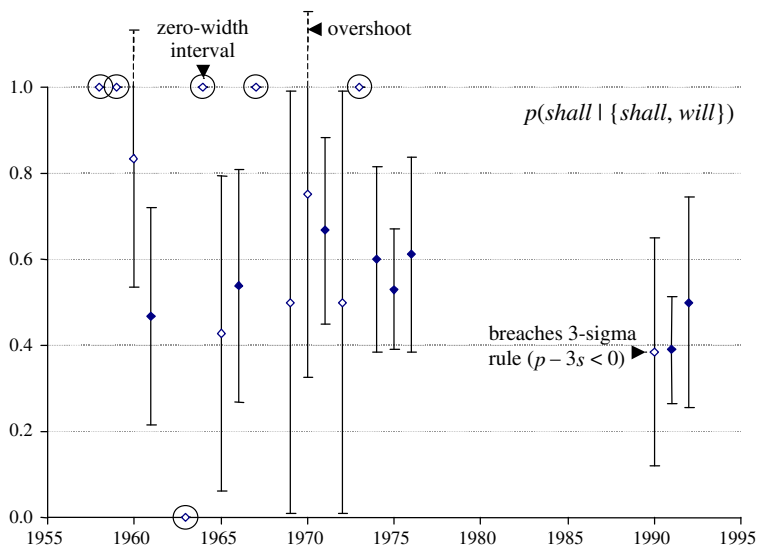 zero-width
interval
◄ overshoot
p(shall | {shall, will})
1.0
0.8
0.6
0.4
0.2
0.0
breaches 3-sigma
rule (p – 3s < 0)
1955 1960 1965 1970 1975 1980 1985 1990 1995